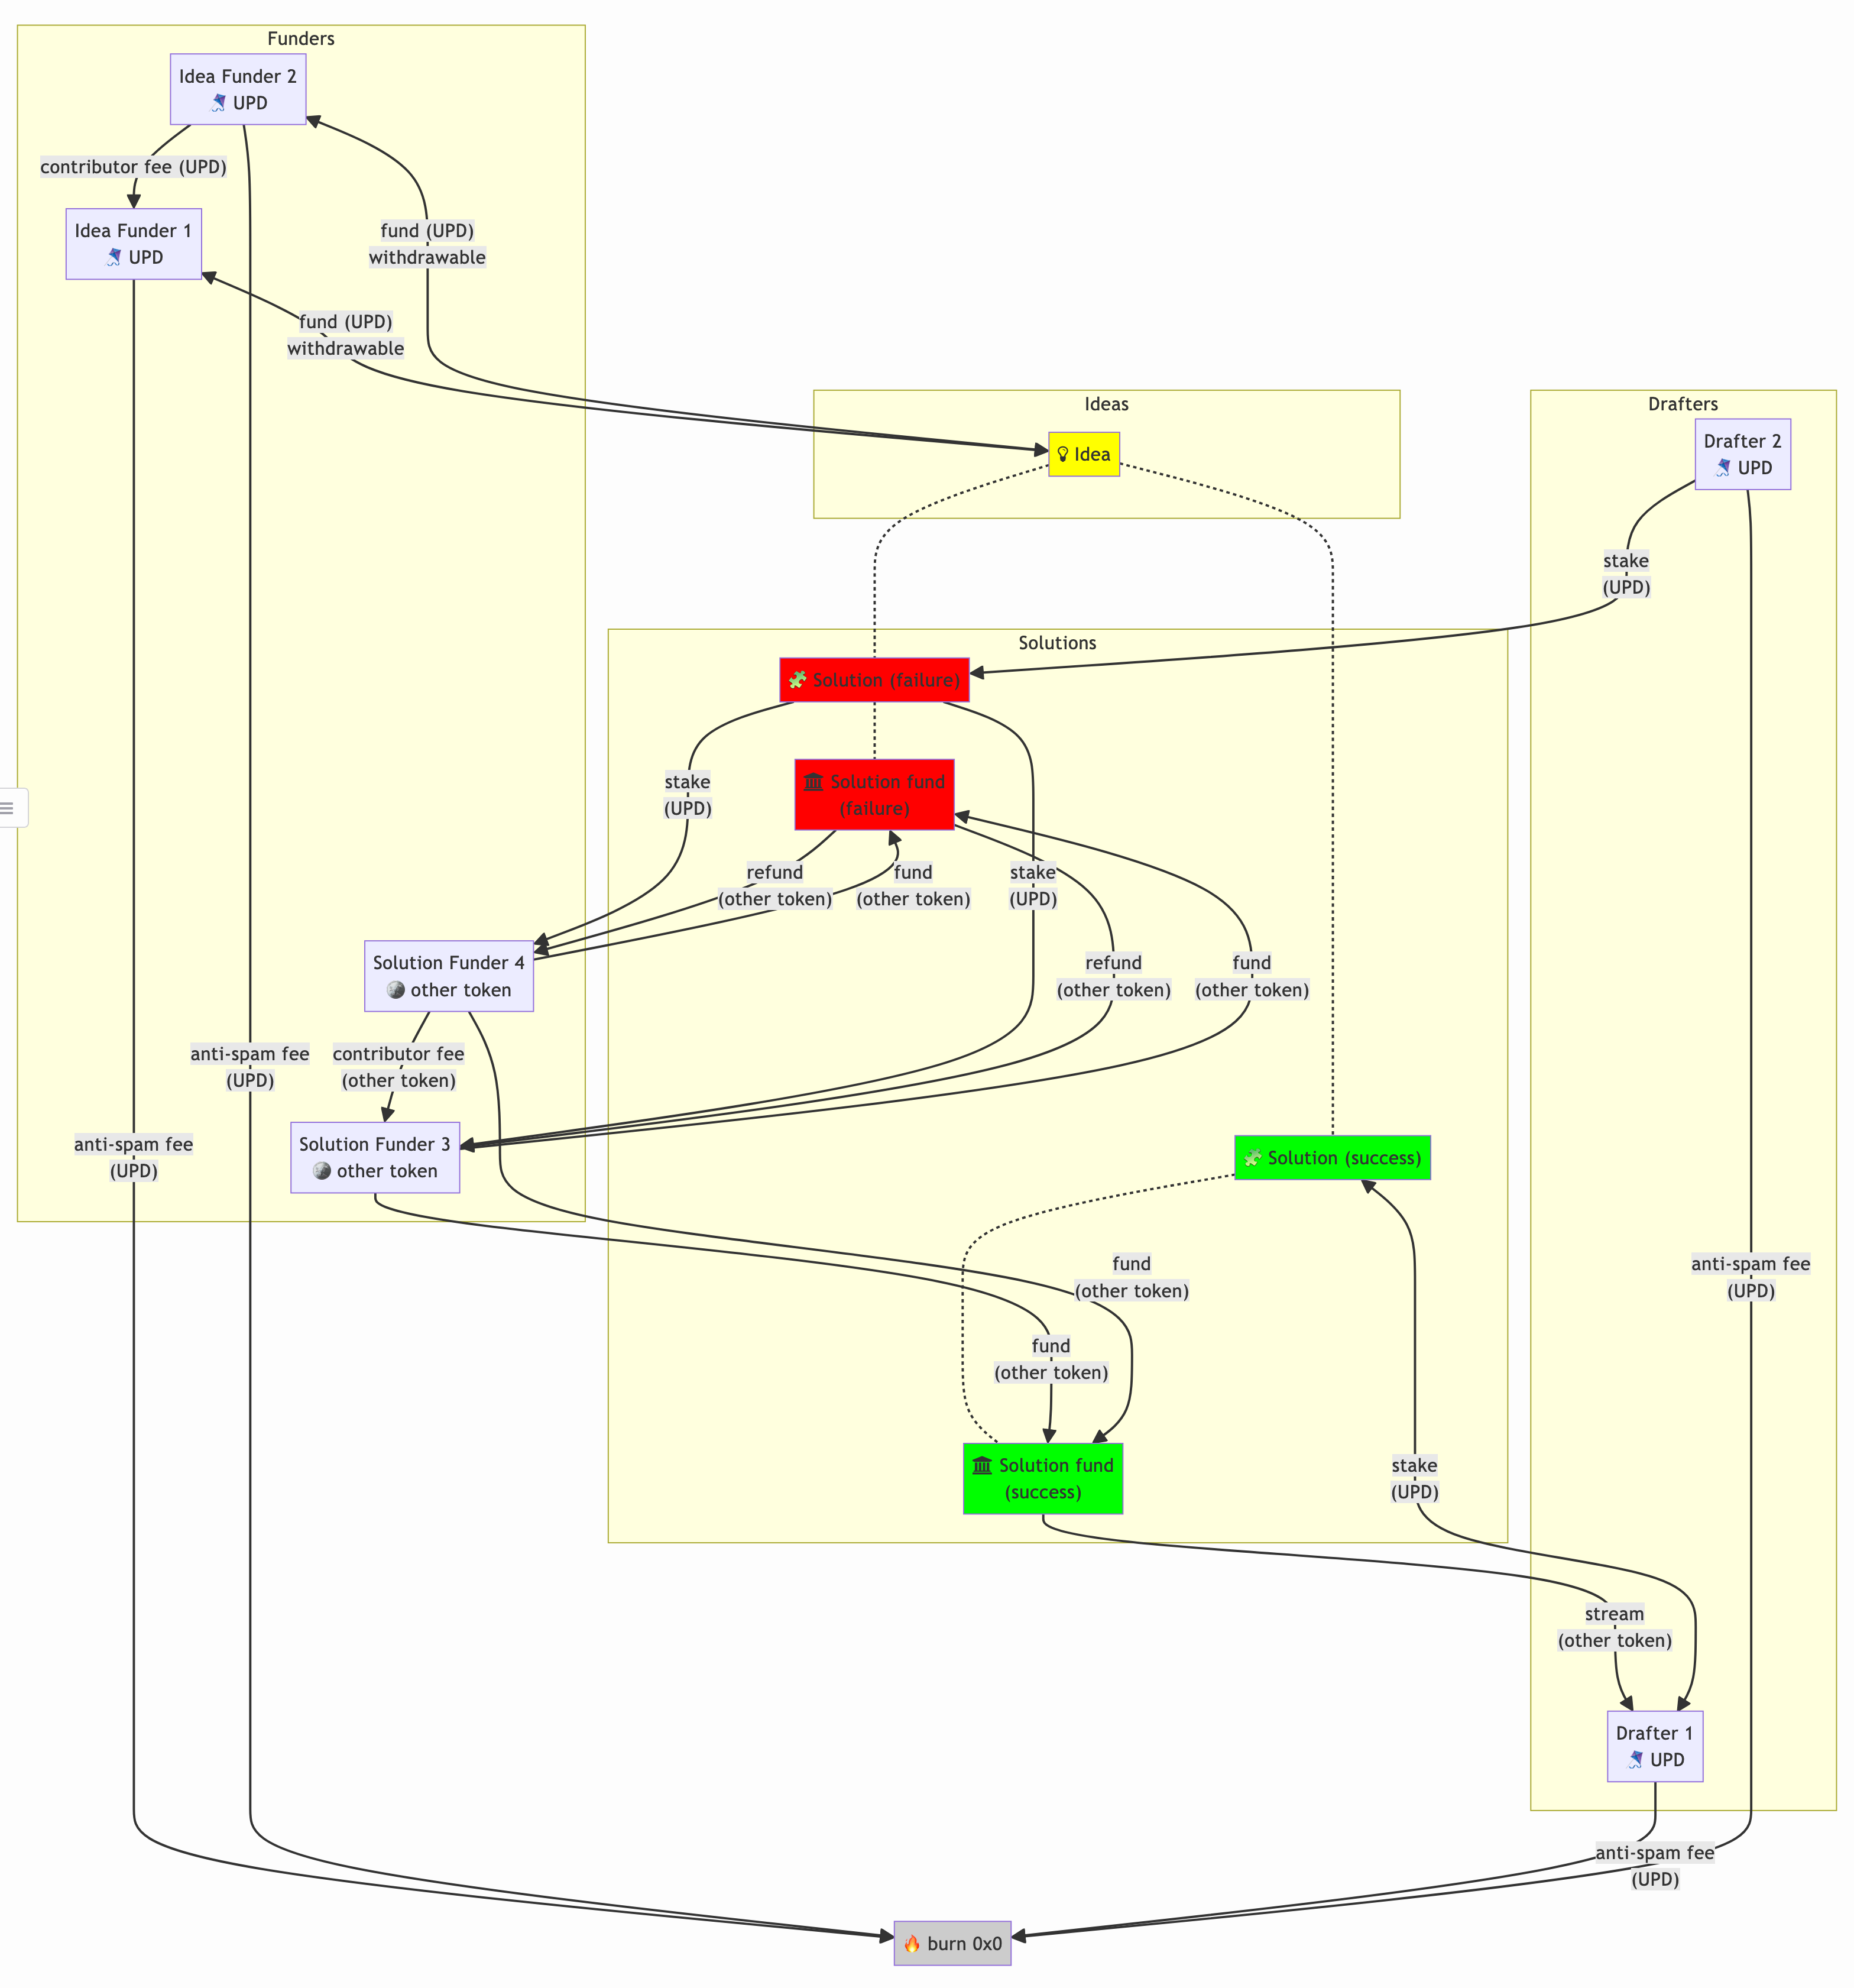 Funders
Idea Funder 2
UPD
contributor fee (UPD)
Idea Funder 1
UPD
fund (UPD)
withdrawable
fund (UPD)
withdrawable
Ideas
Idea
Drafters
Drafter 2
UPD
stake
(UPD)
Solutions
Solution (failure)
stake
(UPD)
Solution fund
(failure)
refund
(other token)
fund
(other token)
stake
(UPD)
Solution Funder 4
other token
refund
(other token)
fund
(other token)
anti-spam fee
(UPD)
contributor fee
(other token)
anti-spam fee
(UPD)
Solution Funder 3
other token
Solution (success)
fund
(other token)
anti-spam fee
(UPD)
fund
(other token)
Solution fund
(success)
stake
(UPD)
stream
(other token)
Drafter 1
UPD
anti-spam fee
(UPD)
burn 0x0